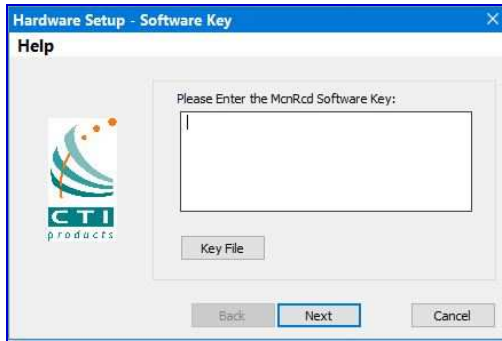 Hardware Setup - Software Key
Help
Please Enter the McnRcd Software Key:
CTI
products
Key File
Back
Next
Cancel